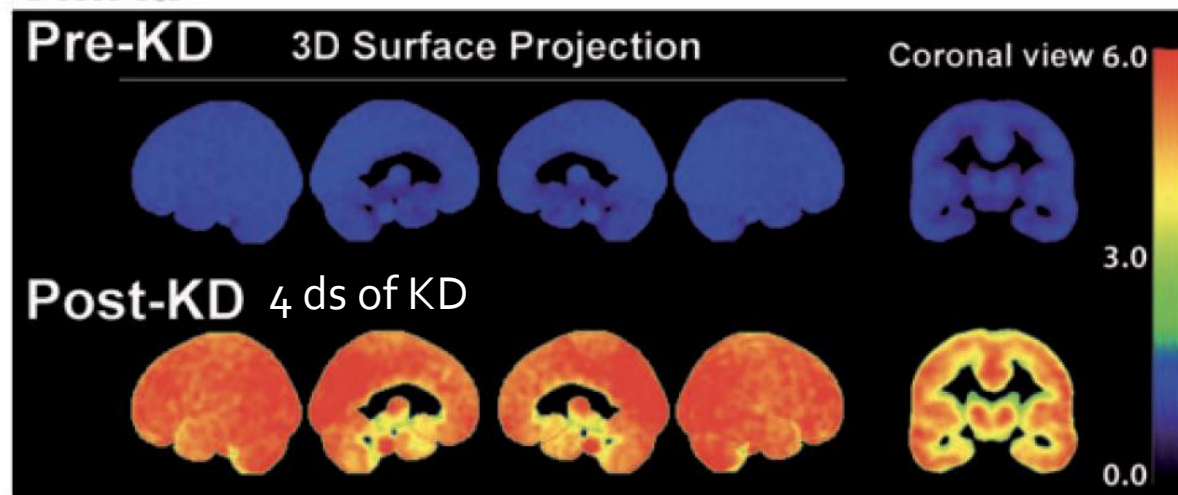 Pre-KD
3D Surface Projection
Coronal view 6.0
3.0
Post-KD 4 ds of KD
0.0